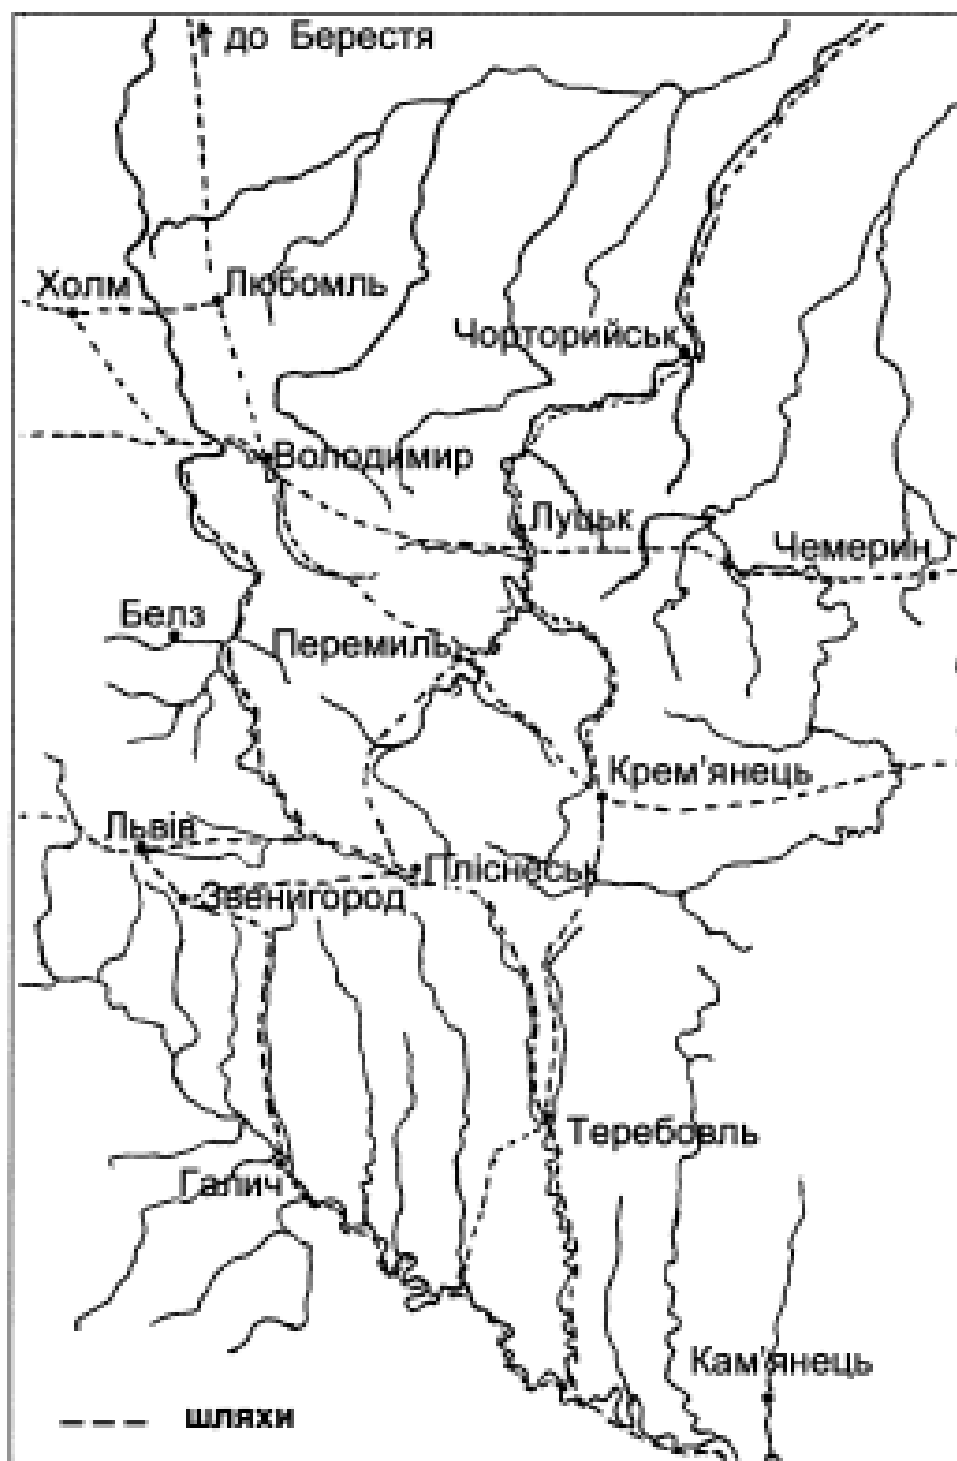 до Берестя
Холм
Любомль
Чорторийськ
Володимир
Луцьк
Чемерин
Белз
Перемиль
Крем'янець
Львів
Пліснеськ
Звенигород
Теребовль
Галич
Кам'янець
шляхи